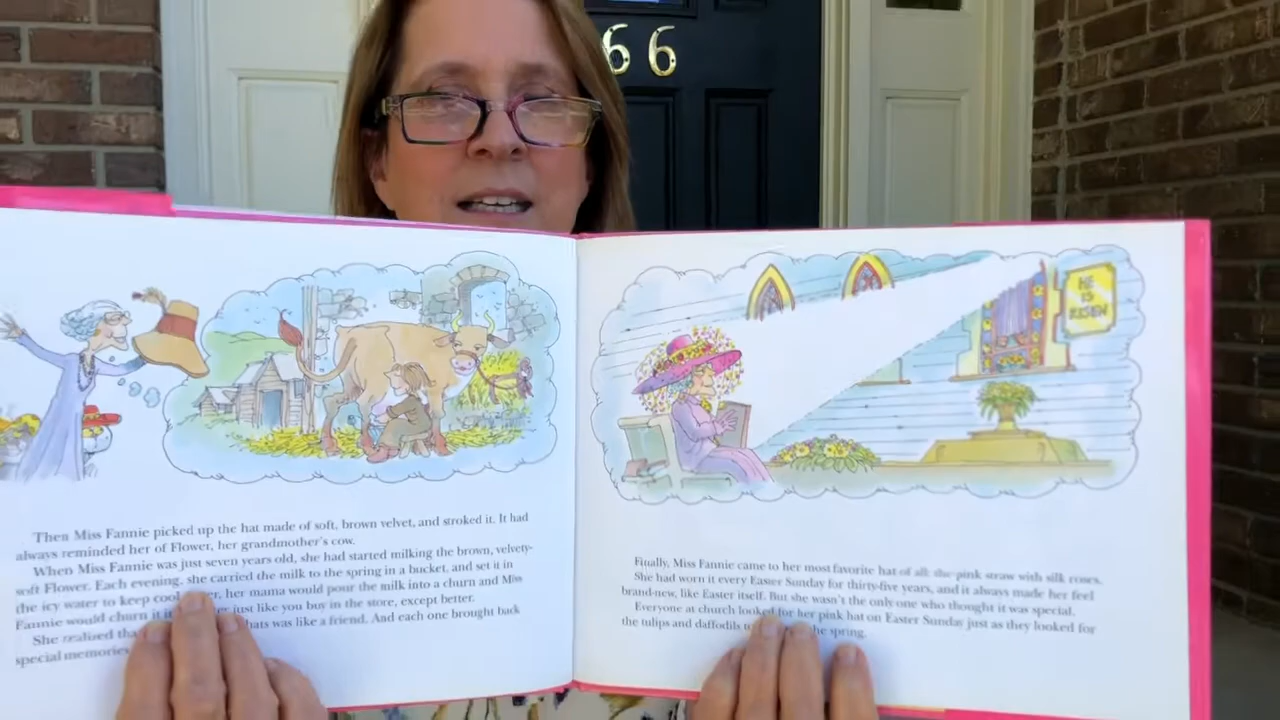 66
HE
IS
RISEN
Then Miss Fannie picked up the hat made of soft, brown velvet, and stroked it. It had
always reminded her of Flower, her grandmother's cow.
When Miss Fannie was just seven years old, she had started milking the brown, velvety-
soft Flower. Each evening, she carried the milk to the spring in a bucket, and set it in
the icy water to keep cool. her mama would pour the milk into a churn and Miss
Fannie would churn it just like you buy in the store, except better.
She realized hats was like a friend. And each one brought back
special memories
Finally, Miss Fannie came to her most favorite hat of all: the pink straw with silk roses.
She had worn it every Easter Sunday for thirty-five years, and it always made her feel
brand-new, like Easter itself. But she wasn't the only one who thought it was special.
Everyone at church looked for her pink hat on Easter Sunday just as they looked for
the tulips and daffodils the spring.